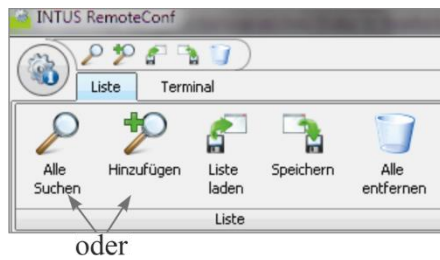 INTUS RemoteConf
Liste Terminal
Alle Suchen Hinzufügen Liste laden Speichern Alle entfernen
Liste
oder